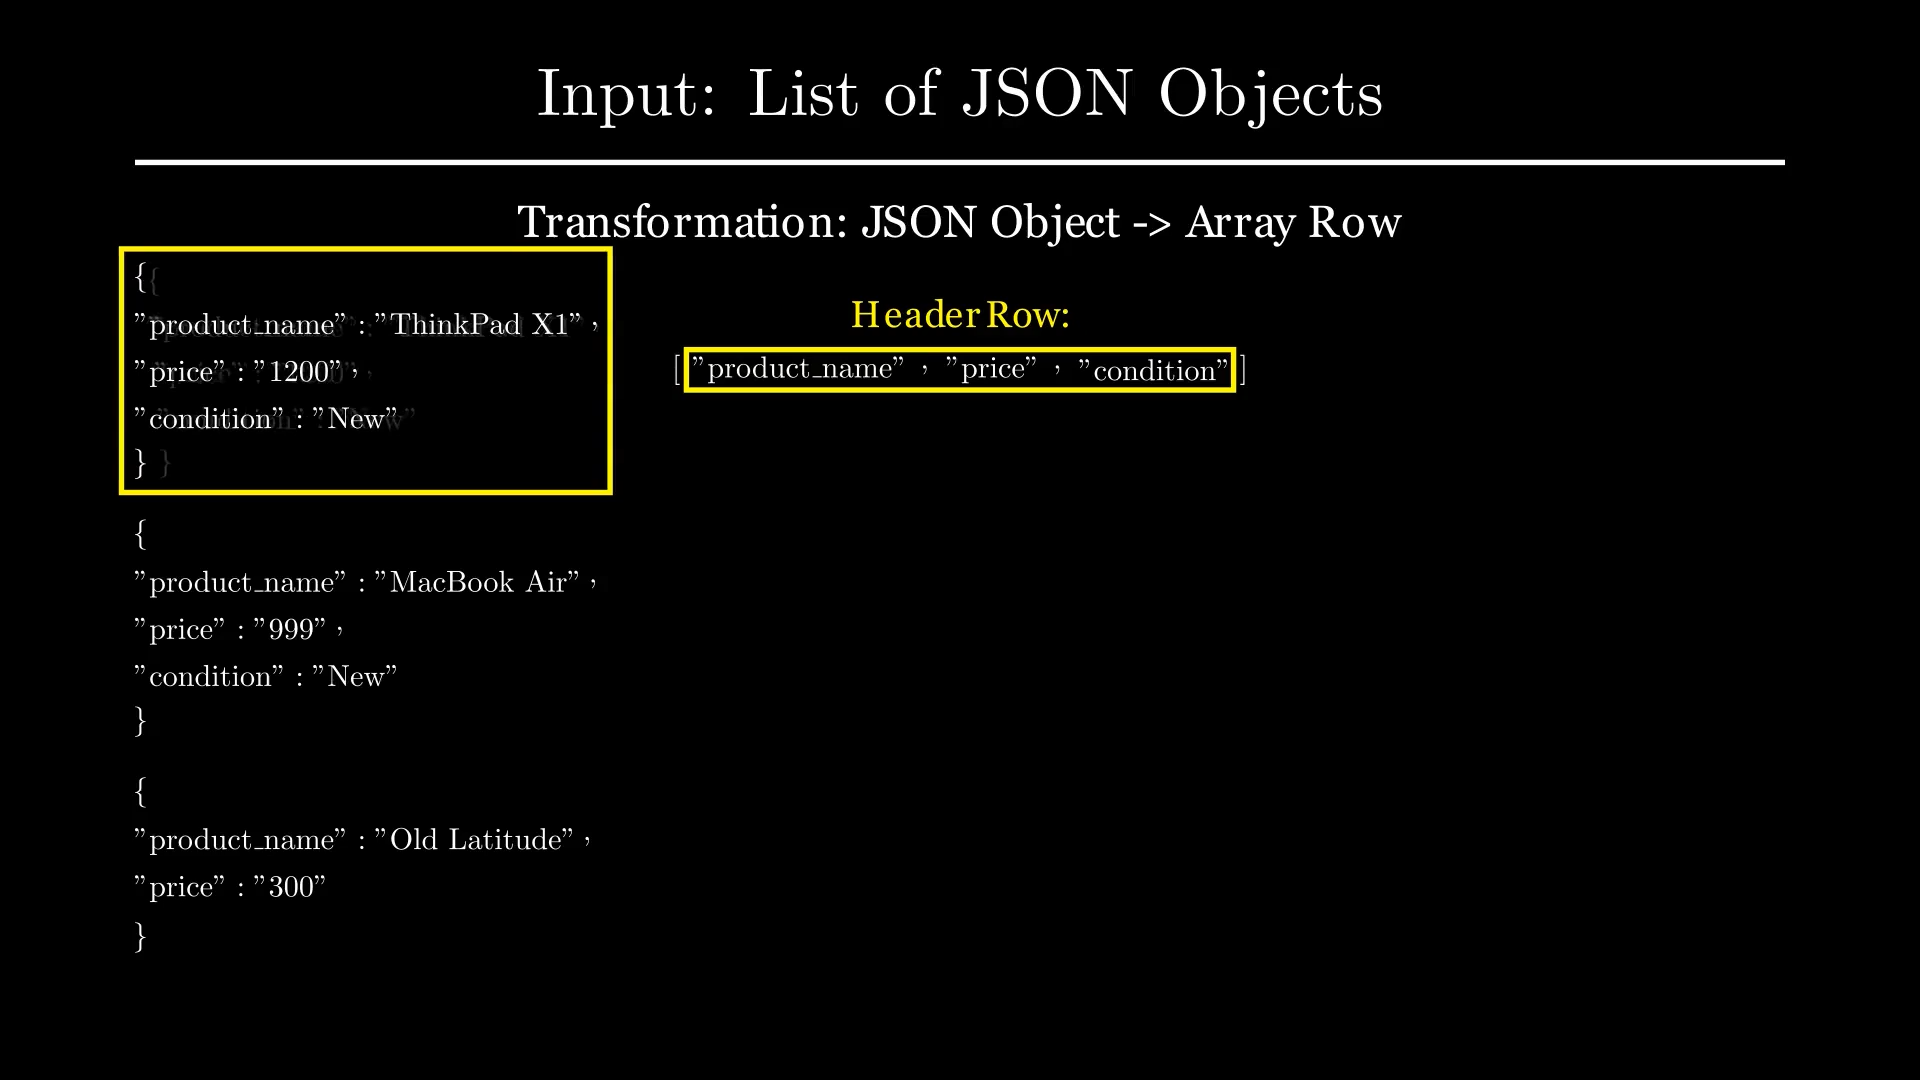 Input: List of JSON Objects
Transformation: JSON Object -> Array Row
{
"product_name" : "ThinkPad X1" ,
"price" : "1200" ,
"condition" : "New"
}
Header Row:
[ "product_name" , "price" , "condition" ]
{
"product_name" : "MacBook Air" ,
"price" : "999" ,
"condition" : "New"
}
{
"product_name" : "Old Latitude" ,
"price" : "300"
}